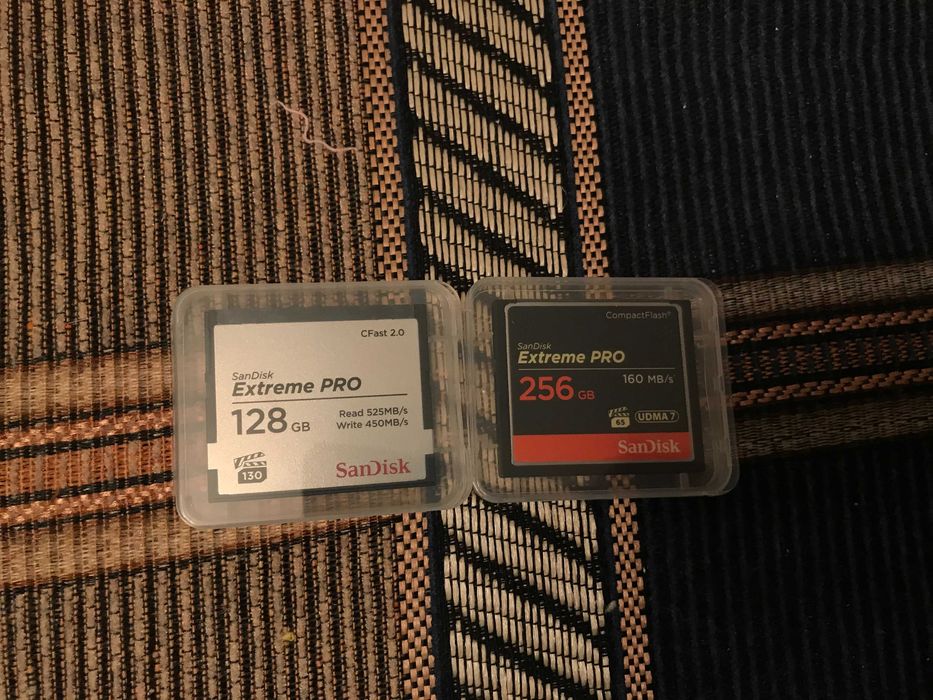 CFast 2.0
SanDisk
Extreme PRO
128 GB
Read 525MB/s
Write 450MB/s
130
SanDisk
CompactFlash®
SanDisk
Extreme PRO
256 GB
160 MB/s
65
UDMA 7
SanDisk